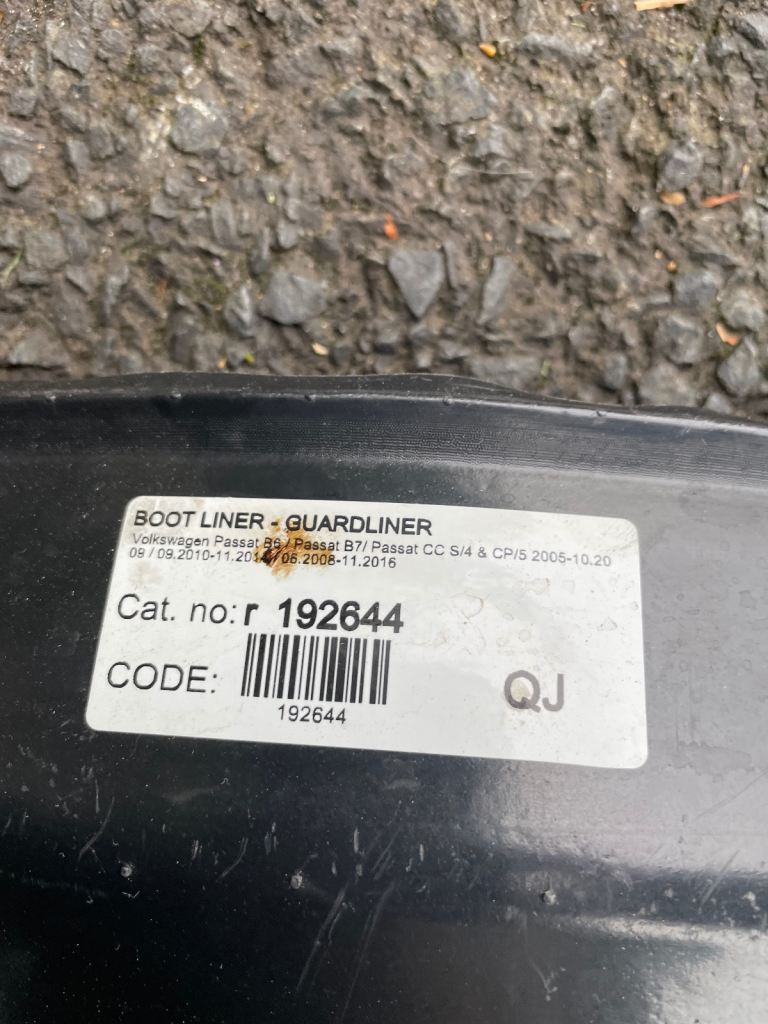 BOOT LINER - GUARDLINER
Volkswagen Passat B6 / Passat B7/ Passat CC S/4 & CP/5 2005-10.20
09 / 09.2010-11.2014 / 06.2008-11.2016
Cat. no: r 192644
CODE:
192644
QJ